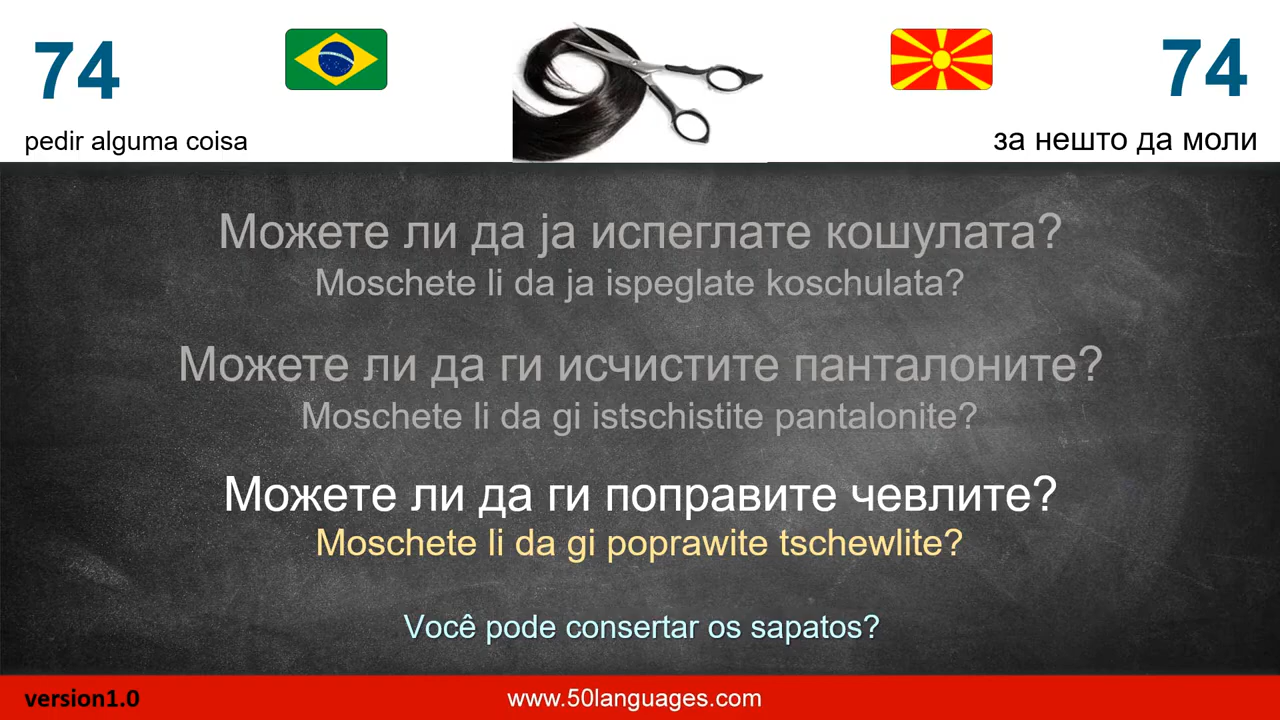 74
74
pedir alguma coisa
за нешто да моли
Можете ли да ја испеглате кошулата?
Moschete li da ja ispeglate koschulata?
Можете ли да ги исчистите панталоните?
Moschete li da gi istschistite pantalonite?
Можете ли да ги поправите чевлите?
Moschete li da gi poprawite tschewlite?
Você pode consertar os sapatos?
version1.0
www.50languages.com